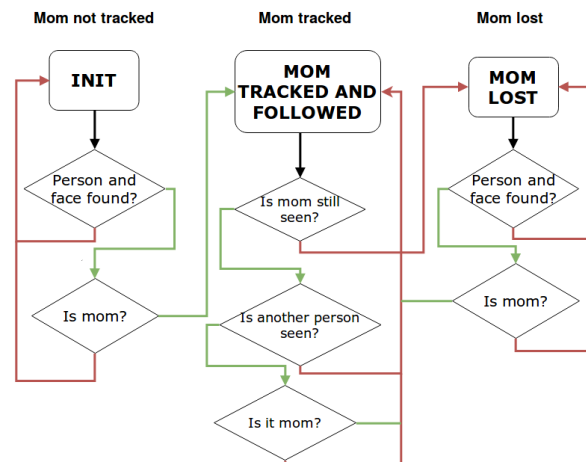 Mom not tracked
Mom tracked
Mom lost
INIT
MOM
TRACKED AND
FOLLOWED
MOM
LOST
Person and
face found?
Is mom still
seen?
Person and
face found?
Is mom?
Is another person
seen?
Is mom?
Is it mom?